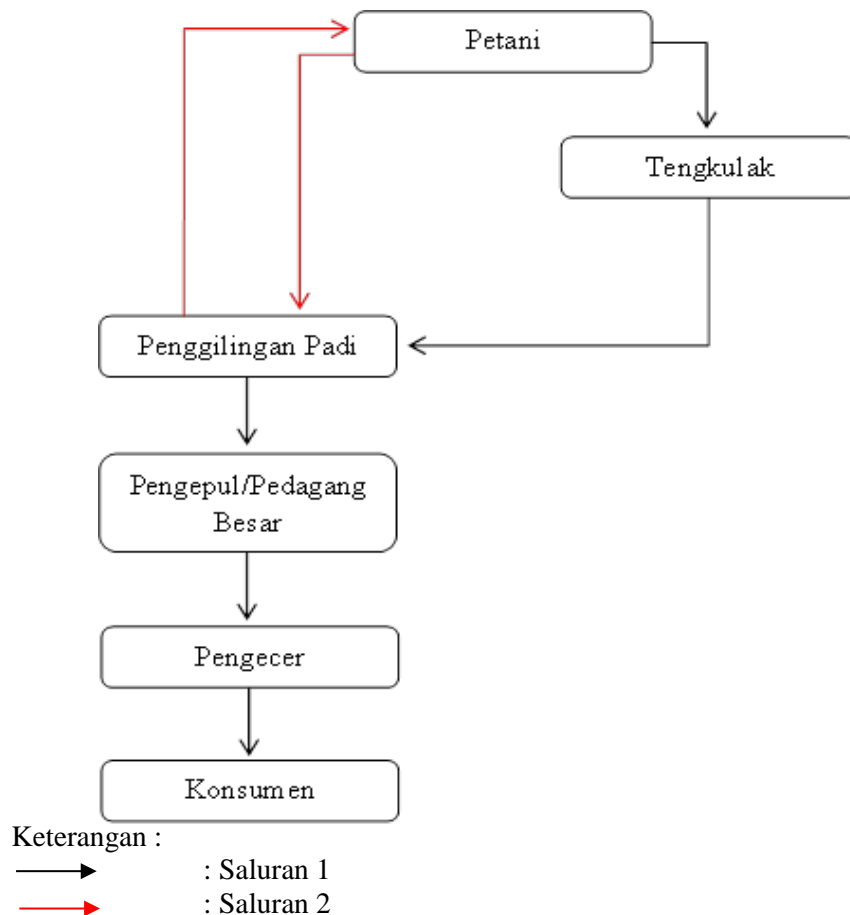 Petani
Tengkulak
Penggilingan Padi
Pengepul/Pedagang
Besar
Pengecer
Konsumen
Keterangan :
: Saluran 1
: Saluran 2